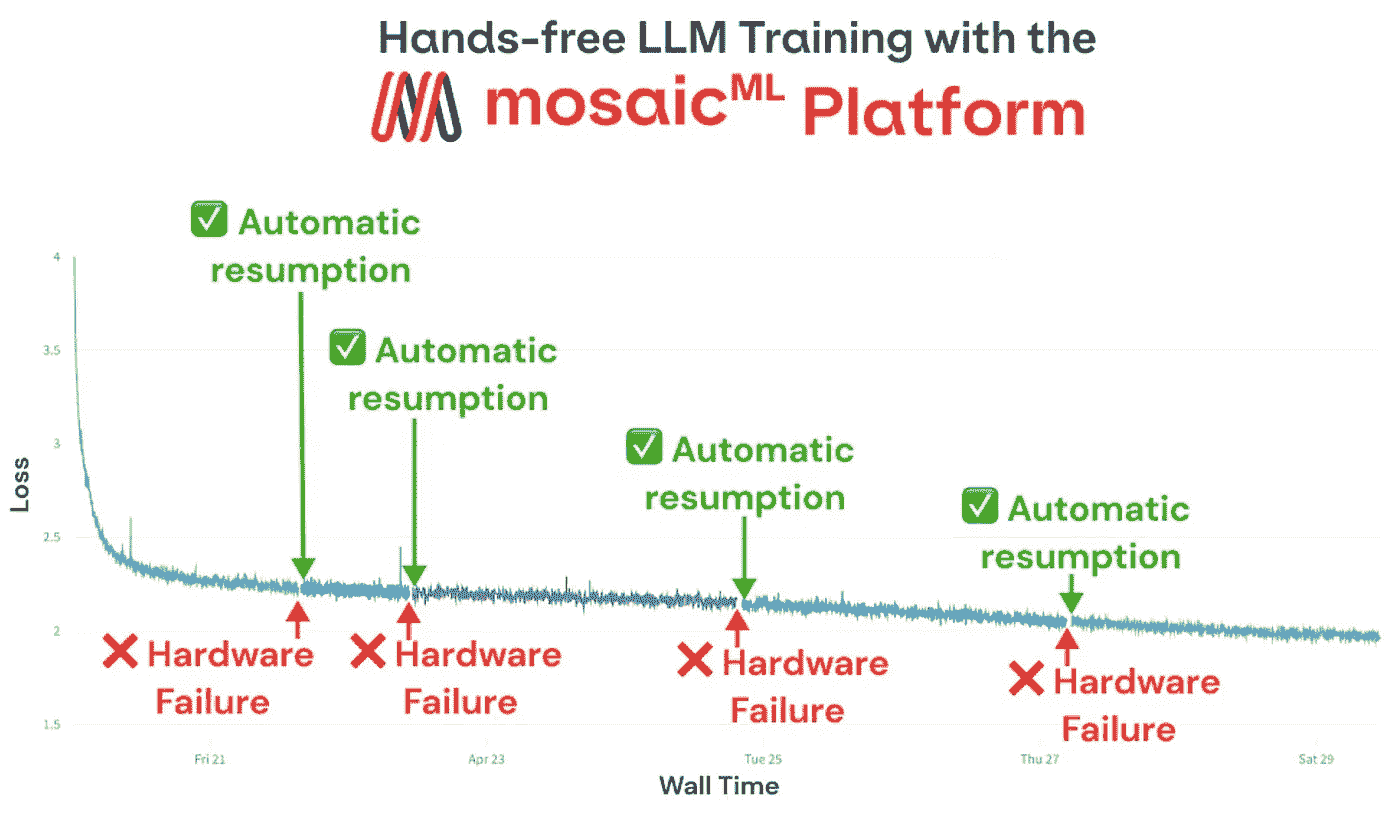 Hands-free LLM Training with the
mosaicML Platform
✅ Automatic
resumption
✅ Automatic
resumption
✅ Automatic
resumption
✅ Automatic
resumption
4
3.5
3
2.5
2
1.5
Loss
❌ Hardware
Failure
❌ Hardware
Failure
❌ Hardware
Failure
❌ Hardware
Failure
Fri 21
Apr 23
Tue 25
Thu 27
Sat 29
Wall Time